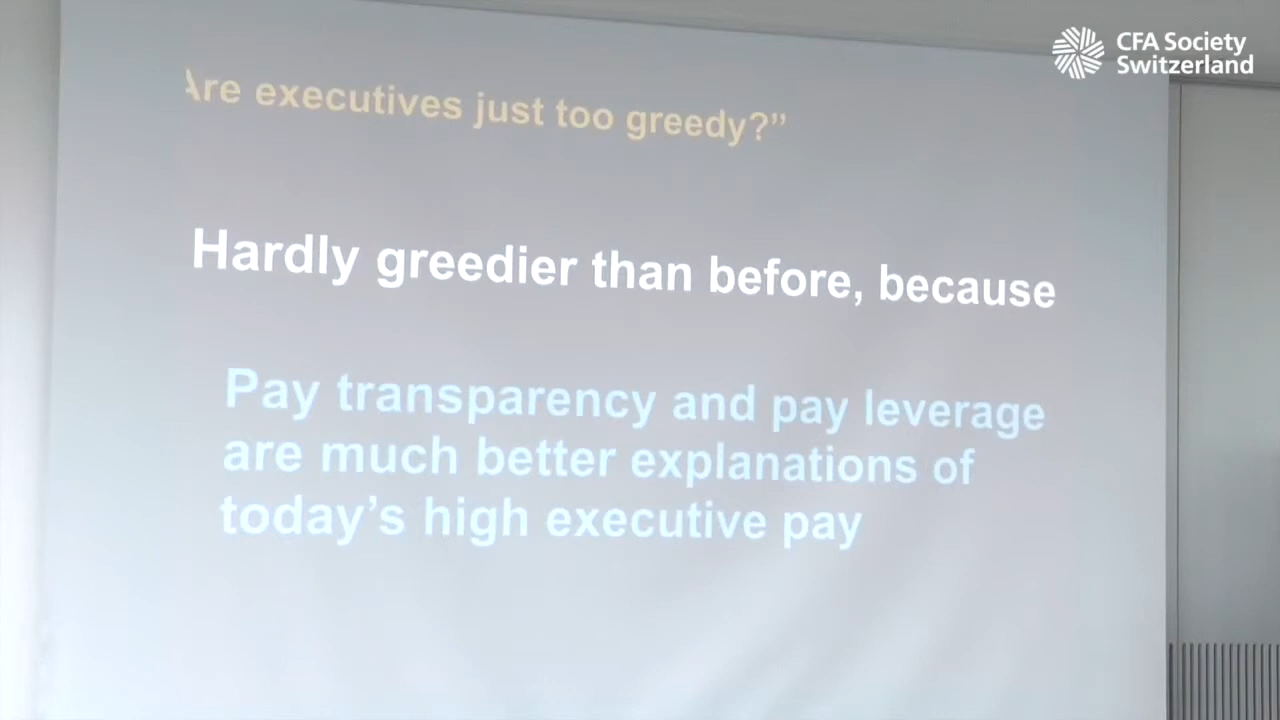 CFA Society
Switzerland
Are executives just too greedy?”
Hardly greedier than before, because
Pay transparency and pay leverage
are much better explanations of
today’s high executive pay